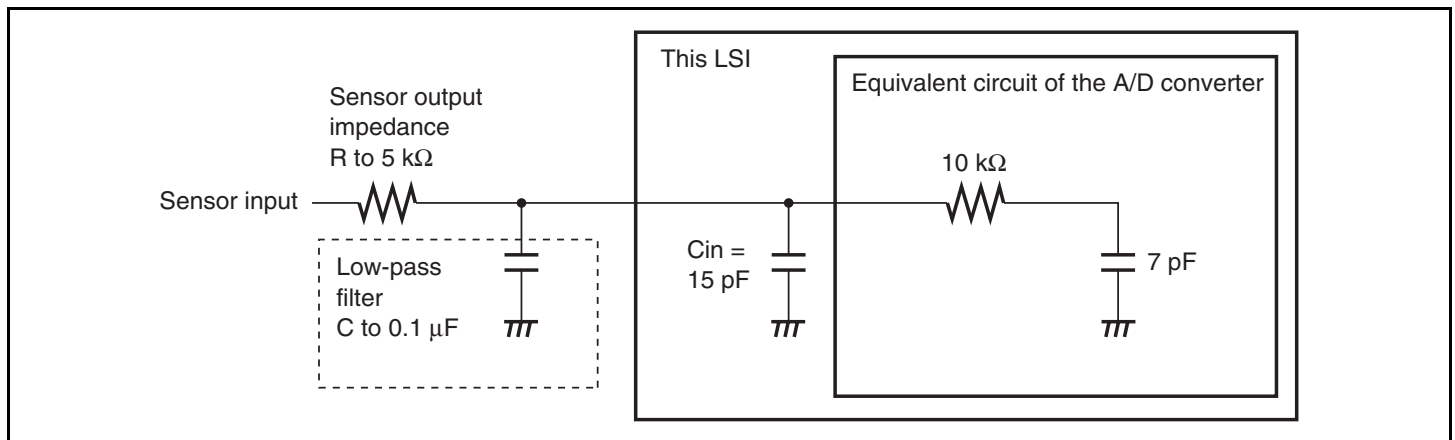 This LSI
Equivalent circuit of the A/D converter
Sensor output
impedance
R to 5 kΩ
10 kΩ
Sensor input
Cin =
15 pF
7 pF
Low-pass
filter
C to 0.1 μF